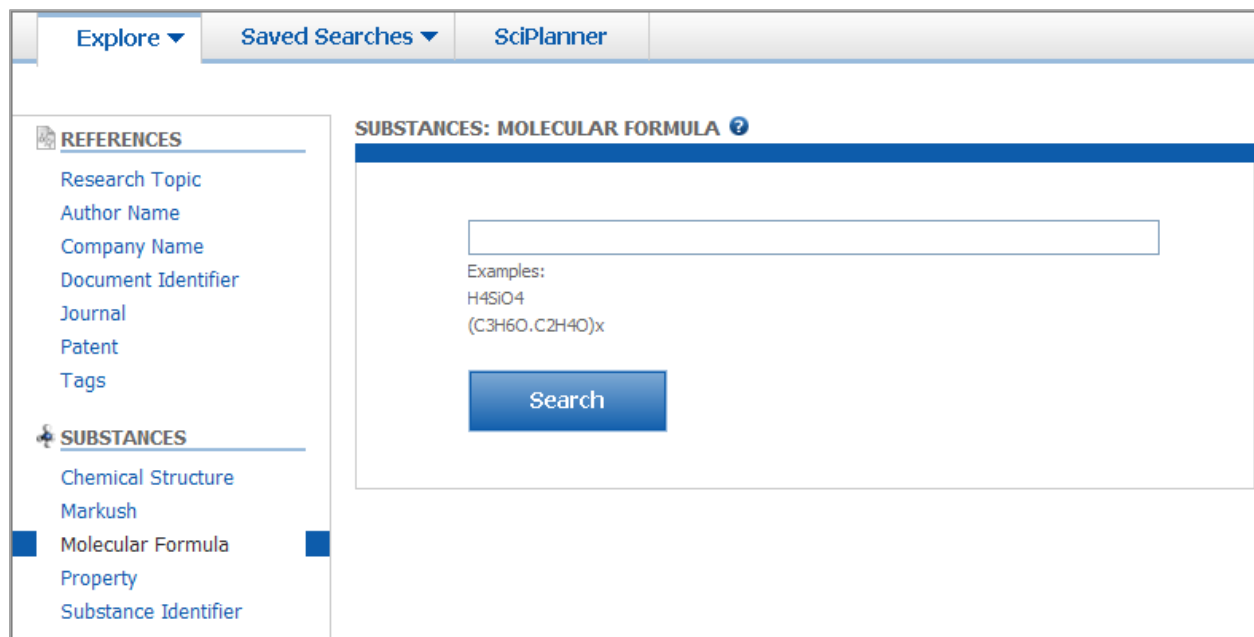 Explore
Saved Searches
SciPlanner
REFERENCES
Research Topic
Author Name
Company Name
Document Identifier
Journal
Patent
Tags
SUBSTANCES
Chemical Structure
Markush
Molecular Formula
Property
Substance Identifier
SUBSTANCES: MOLECULAR FORMULA ?
Examples:
H4SiO4
(C3H6O.C2H4O)x
Search